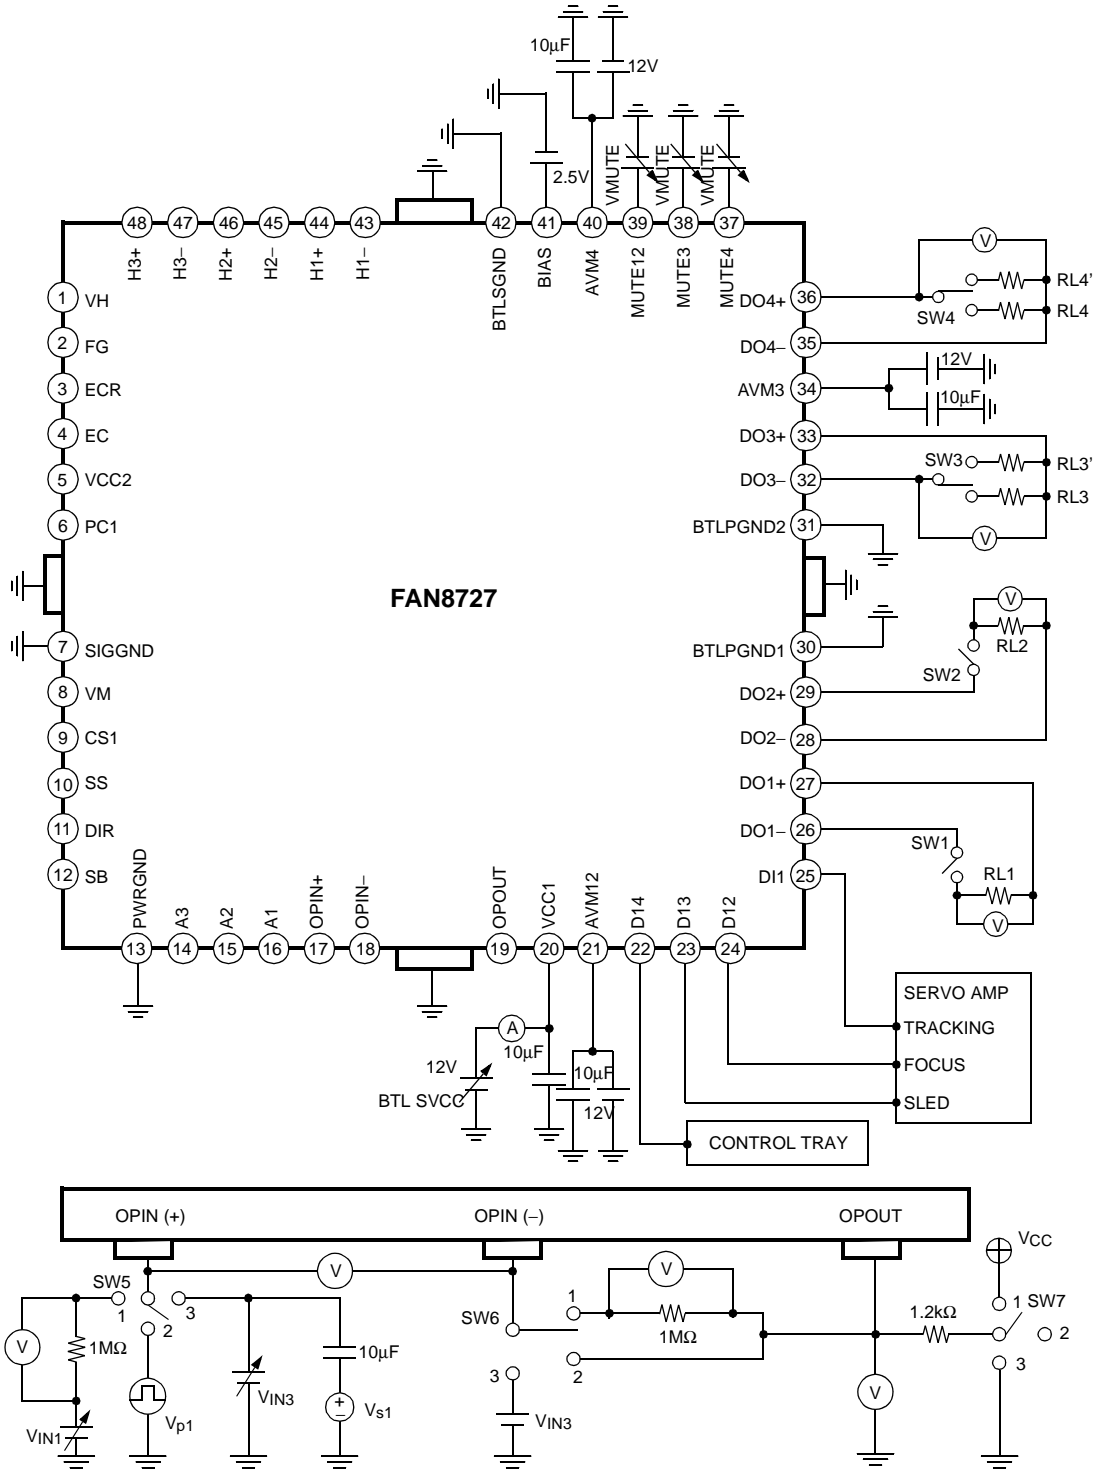 10µF
12V
2.5V
VMUTE
VMUTE
VMUTE
48
47
46
45
44
43
42
41
40
39
38
37
H3+
H3−
H2+
H2−
H1+
H1−
BTLSGND
BIAS
AVM4
MUTE12
MUTE3
MUTE4
1 VH
2 FG
3 ECR
4 EC
5 VCC2
6 PC1
7 SIGGND
8 VM
9 CS1
10 SS
11 DIR
12 SB
FAN8727
DO4+ 36
DO4− 35
AVM3 34
DO3+ 33
DO3− 32
BTLPGND2 31
BTLPGND1 30
DO2+ 29
DO2− 28
DO1+ 27
DO1− 26
DI1 25
V
RL4'
SW4
RL4
12V
10µF
SW3
RL3'
RL3
V
V
RL2
SW2
SW1
RL1
V
PWRGND
A3
A2
A1
OPIN+
OPIN−
OPOUT
VCC1
AVM12
D14
D13
D12
13
14
15
16
17
18
19
20
21
22
23
24
A
10µF
12V
BTL SVCC
10µF
12V
SERVO AMP
TRACKING
FOCUS
SLED
CONTROL TRAY
OPIN (+)
OPIN (−)
OPOUT
SW5
1
2
3
V
V
1MΩ
VIN1
Vp1
VIN3
10µF
Vs1
SW6
1
2
3
V
1MΩ
VIN3
1.2kΩ
V
VCC
1 SW7
2
3